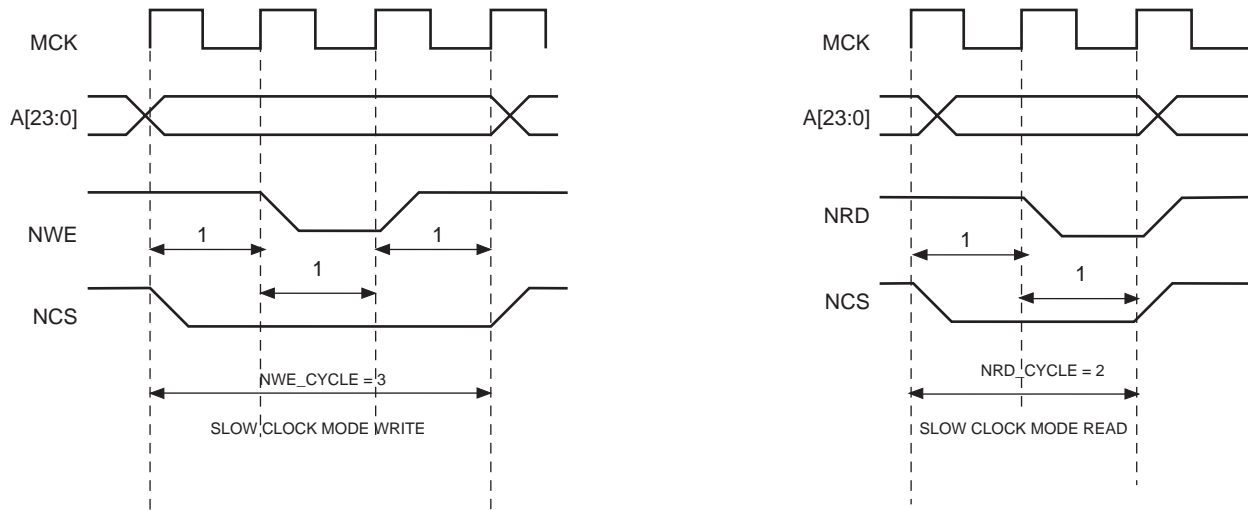 MCK
A[23:0]
NWE
1
1
1
NCS
NWE_CYCLE = 3
SLOW CLOCK MODE WRITE
MCK
A[23:0]
NRD
1
1
NCS
NRD_CYCLE = 2
SLOW CLOCK MODE READ